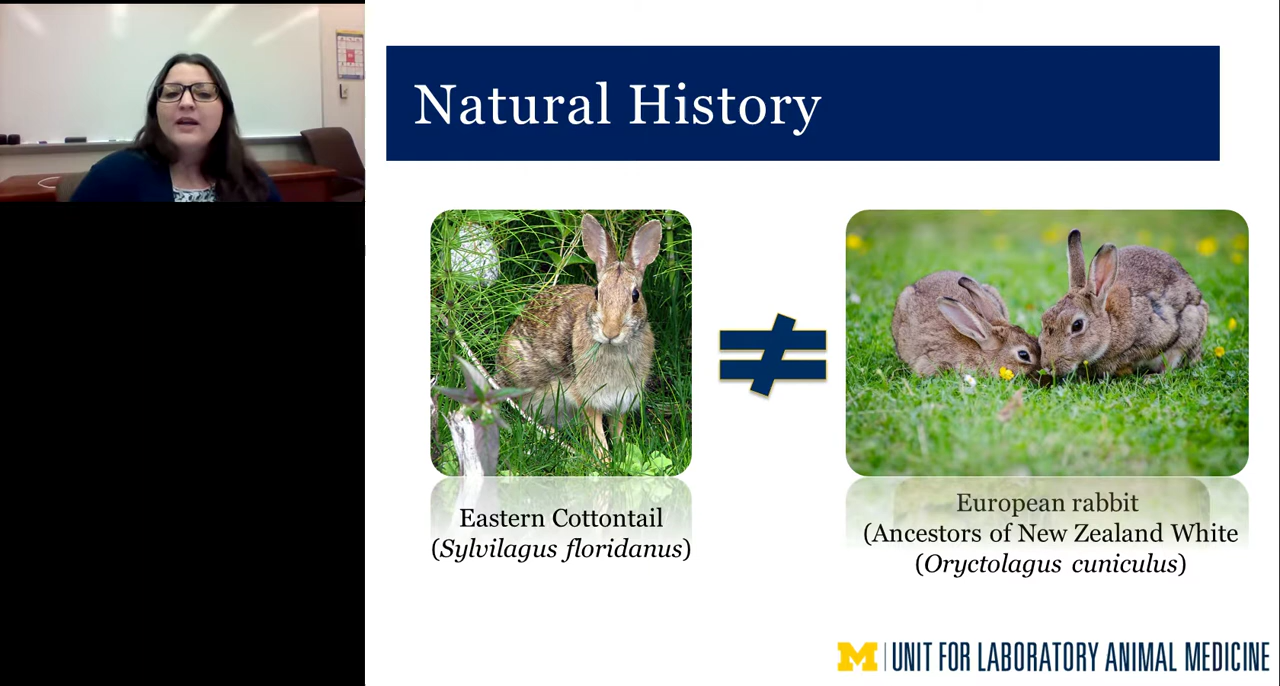 Natural History
Eastern Cottontail
(Sylvilagus floridanus)
European rabbit
(Ancestors of New Zealand White
(Oryctolagus cuniculus)
M | UNIT FOR LABORATORY ANIMAL MEDICINE